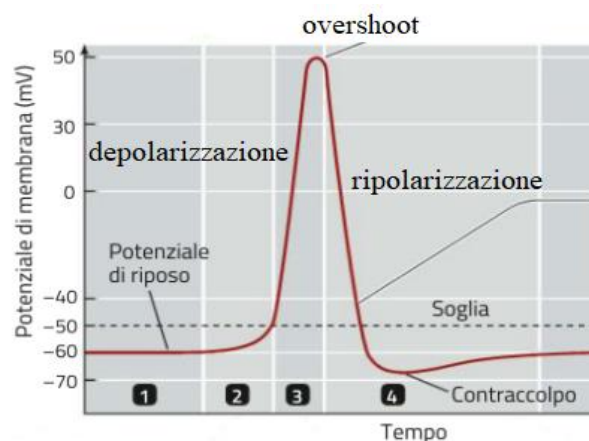 overshoot
50
Potenziale di membrana (mV)
30
depolarizzazione
ripolarizzazione
0
Potenziale
di riposo
−40
Soglia
−50
−60
−70
Contraccolpo
1
2
3
4
Tempo